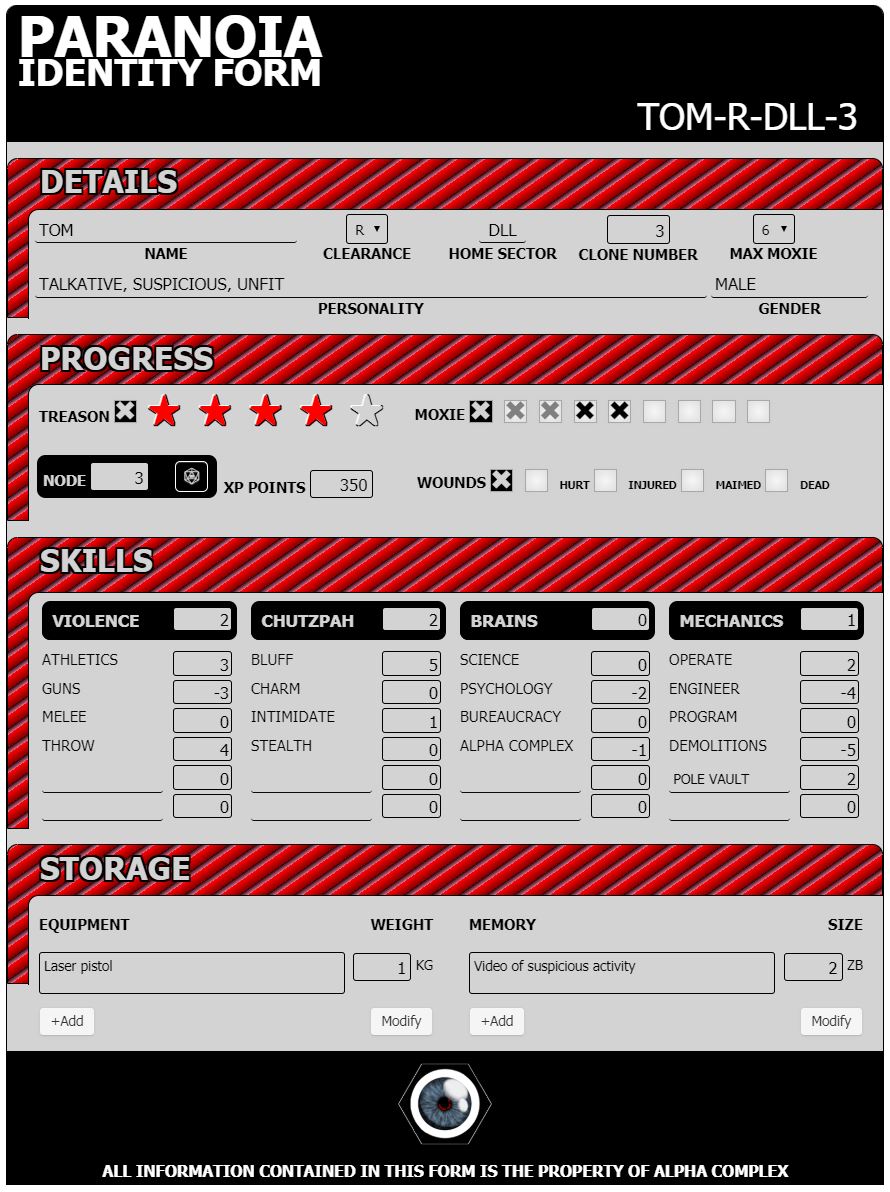 PARANOIA
IDENTITY FORM
TOM-R-DLL-3
DETAILS
TOM R ▼ DLL 3 6 ▼
NAME CLEARANCE HOME SECTOR CLONE NUMBER MAX MOXIE
TALKATIVE, SUSPICIOUS, UNFIT MALE
PERSONALITY GENDER
PROGRESS
TREASON MOXIE
NODE 3 XP POINTS 350 WOUNDS HURT INJURED MAIMED DEAD
SKILLS
VIOLENCE 2 CHUTZPAH 2 BRAINS 0 MECHANICS 1
ATHLETICS 3 BLUFF 5 SCIENCE 0 OPERATE 2
GUNS -3 CHARM 0 PSYCHOLOGY -2 ENGINEER -4
MELEE 0 INTIMIDATE 1 BUREAUCRACY 0 PROGRAM 0
THROW 4 STEALTH 0 ALPHA COMPLEX -1 DEMOLITIONS -5
0 0 0 POLE VAULT 2
0 0 0 0
STORAGE
EQUIPMENT WEIGHT MEMORY SIZE
Laser pistol 1 KG Video of suspicious activity 2 ZB
+Add Modify +Add Modify
ALL INFORMATION CONTAINED IN THIS FORM IS THE PROPERTY OF ALPHA COMPLEX